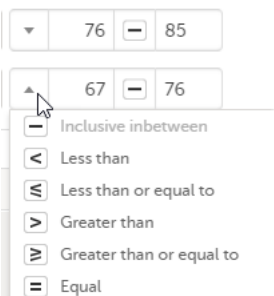 76 – 85
67 – 76
– Inclusive inbetween
< Less than
≤ Less than or equal to
> Greater than
≥ Greater than or equal to
= Equal